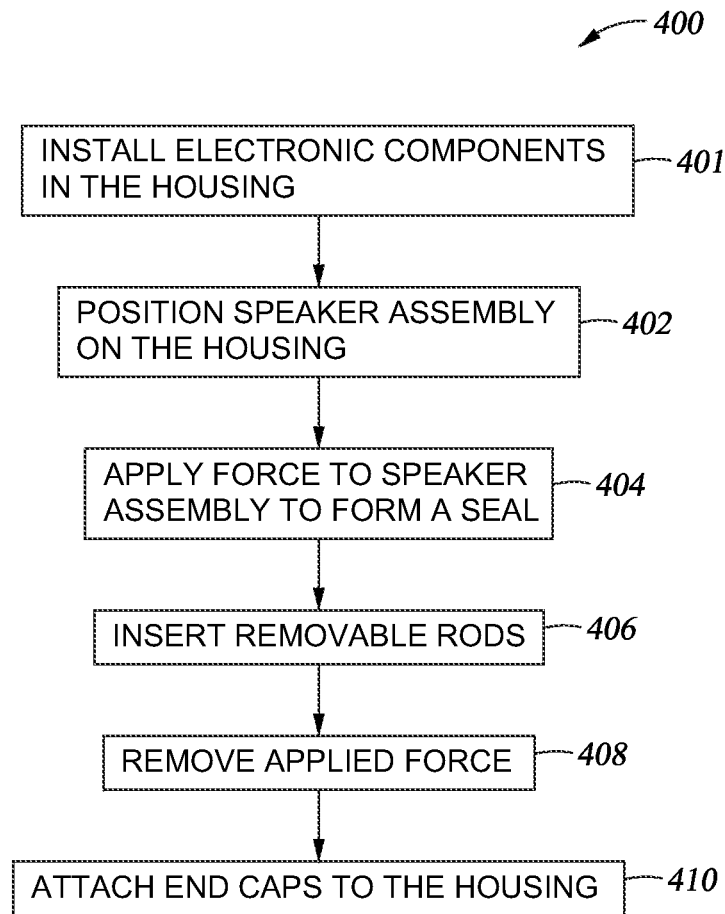 400
INSTALL ELECTRONIC COMPONENTS
IN THE HOUSING
401
POSITION SPEAKER ASSEMBLY
ON THE HOUSING
402
APPLY FORCE TO SPEAKER
ASSEMBLY TO FORM A SEAL
404
INSERT REMOVABLE RODS
406
REMOVE APPLIED FORCE
408
ATTACH END CAPS TO THE HOUSING
410